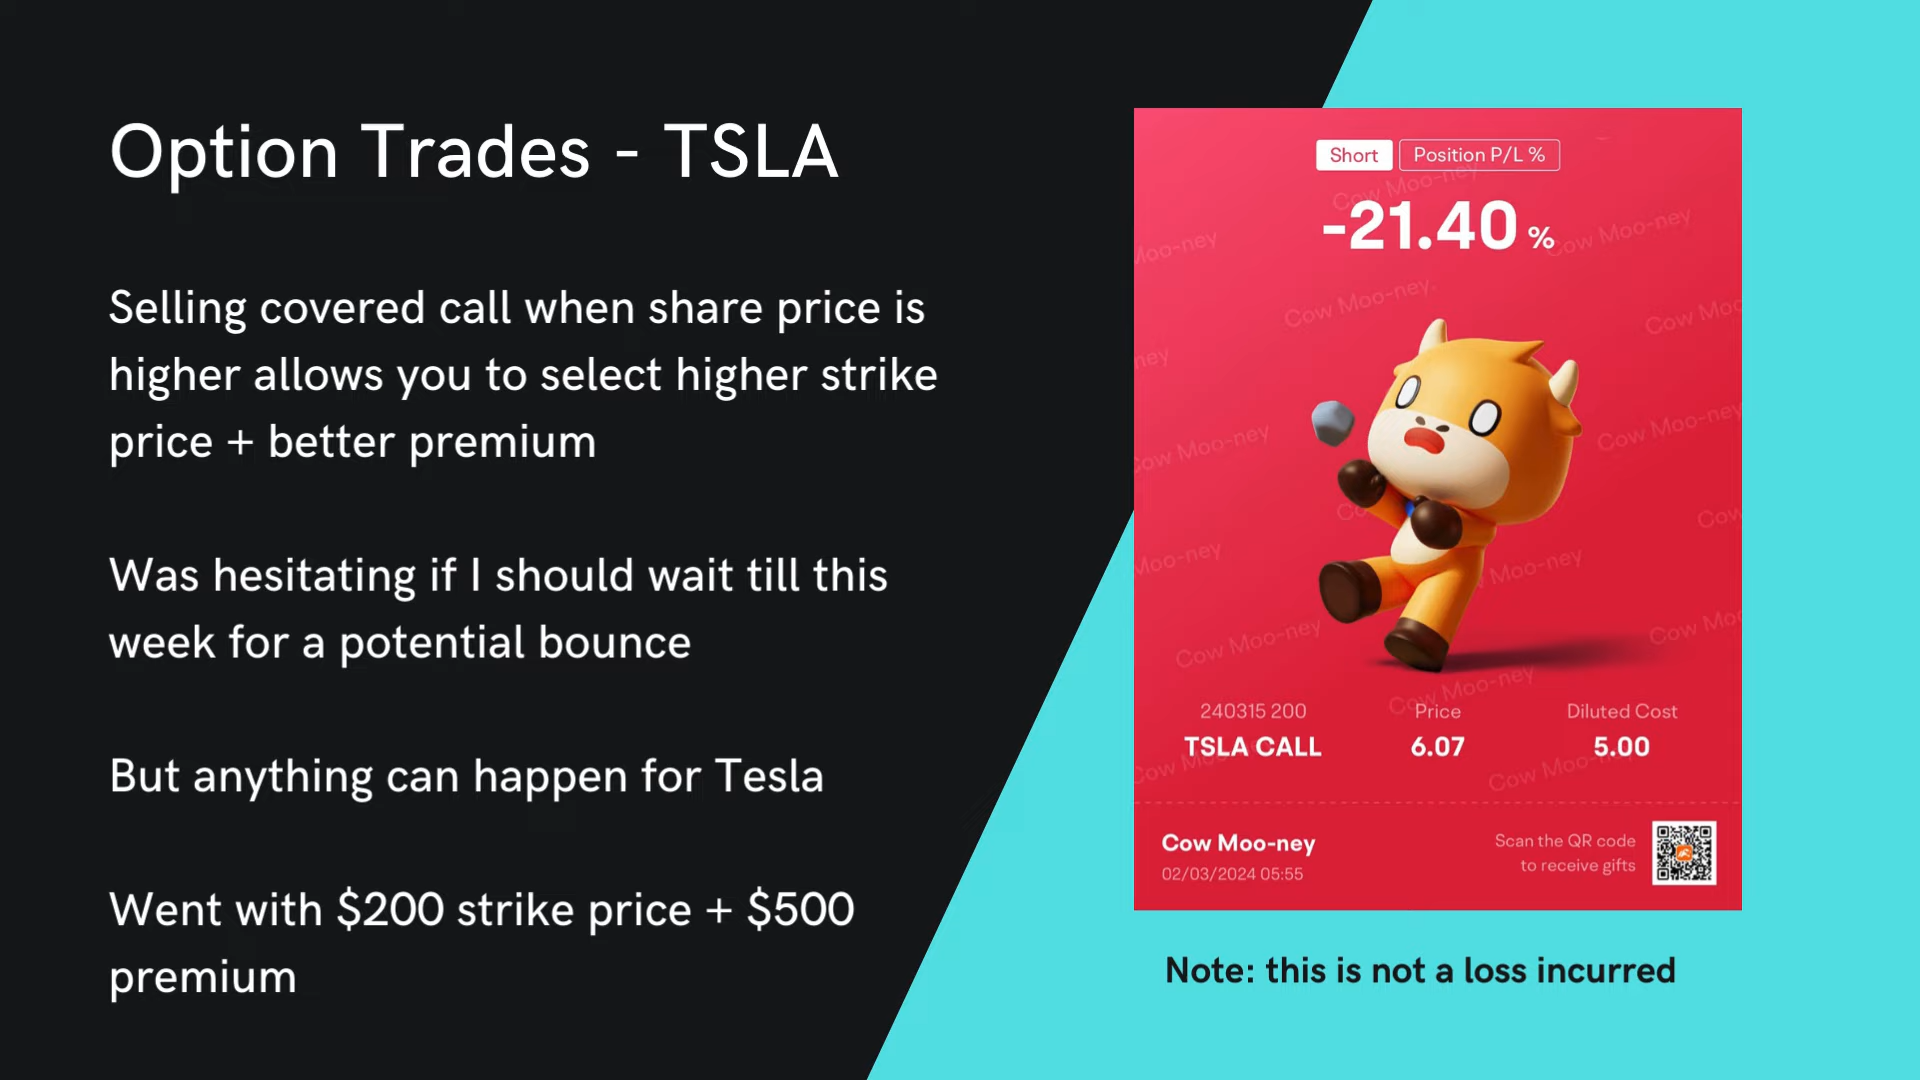 Option Trades - TSLA
Selling covered call when share price is
higher allows you to select higher strike
price + better premium
Was hesitating if I should wait till this
week for a potential bounce
But anything can happen for Tesla
Went with $200 strike price + $500
premium
Short Position P/L %
-21.40 %
240315 200 Price Diluted Cost
TSLA CALL 6.07 5.00
Cow Moo-ney
02/03/2024 05:55
Scan the QR code
to receive gifts
Note: this is not a loss incurred
Cow Moo-ney